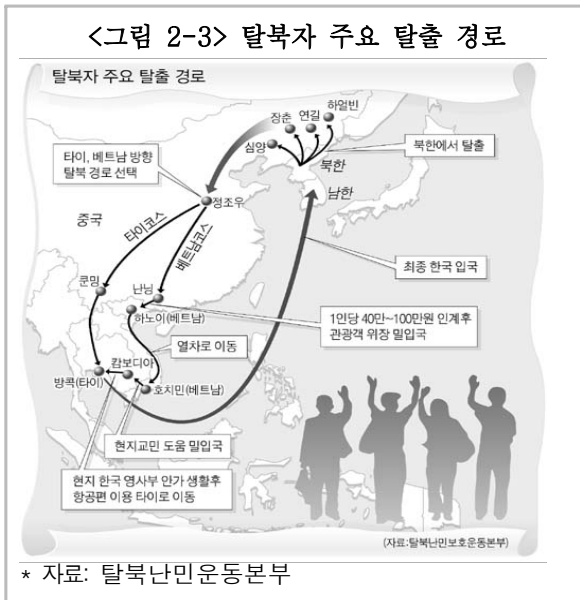 <그림 2-3> 탈북자 주요 탈출 경로
탈북자 주요 탈출 경로
하얼빈
장춘
연길
심양
북한에서 탈출
북한
남한
타이, 베트남 방향
탈북 경로 선택
정조우
중국
타이코스
베트남코스
최종 한국 입국
쿤밍
난닝
하노이(베트남)
1인당 40만~100만원 인계후
관광객 위장 밀입국
열차로 이동
캄보디아
방콕(타이)
호치민(베트남)
현지교민 도움 밀입국
현지 한국 영사부 안가 생활후
항공편 이용 타이로 이동
(자료:탈북난민보호운동본부)
* 자료: 탈북난민운동본부